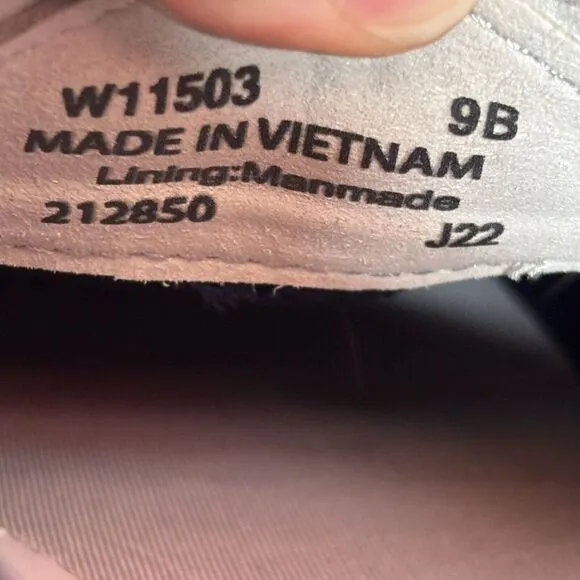 W11503 9B
MADE IN VIETNAM
Lining:Manmade
212850 J22